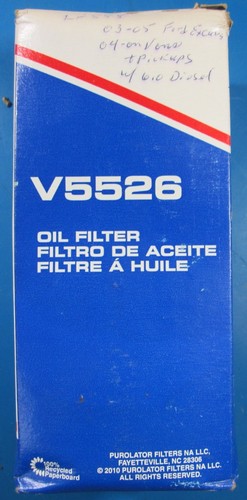 03-05 Ford Excurs
04-on Vans
+ Pickups
w/ 6.0 Diesel
V5526
OIL FILTER
FILTRO DE ACEITE
FILTRE Á HUILE
100%
Recycled
Paperboard
PUROLATOR FILTERS NA LLC,
FAYETTEVILLE, NC 28306
© 2010 PUROLATOR FILTERS NA LLC.
ALL RIGHTS RESERVED.